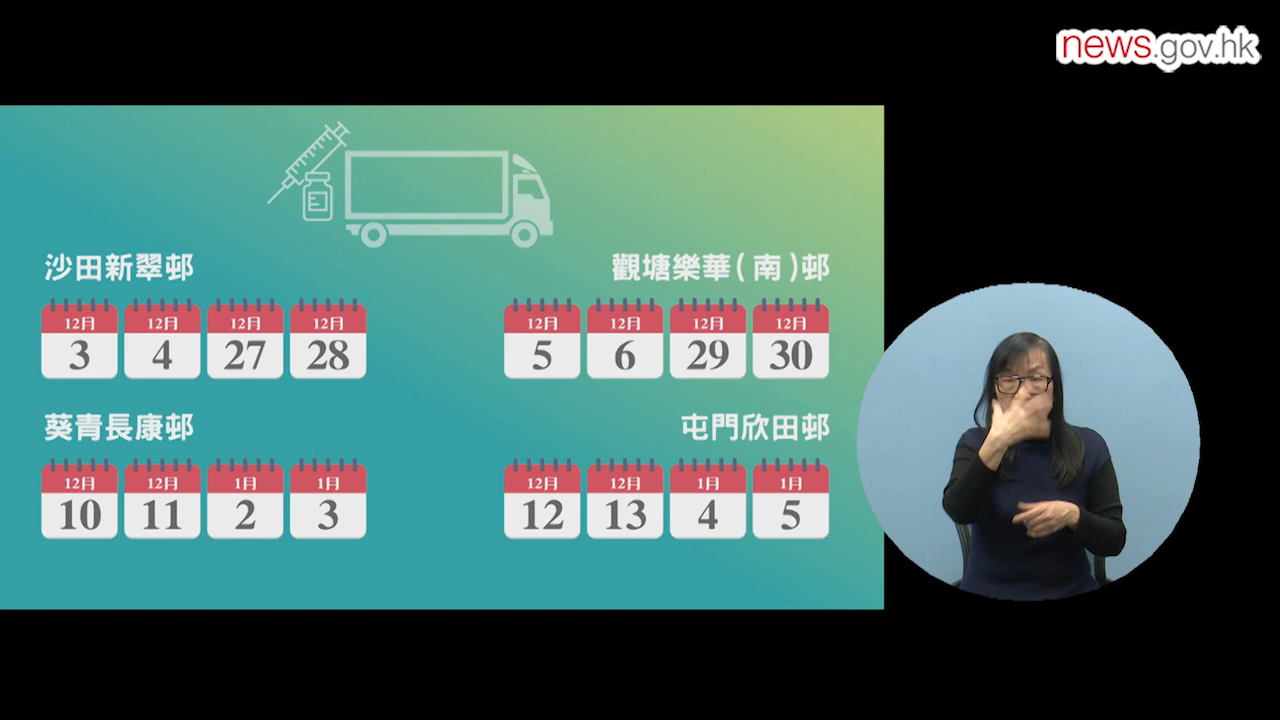 news.gov.hk
沙田新翠邨
12月 12月 12月 12月
3 4 27 28
觀塘樂華(南)邨
12月 12月 12月 12月
5 6 29 30
葵青長康邨
12月 12月 1月 1月
10 11 2 3
屯門欣田邨
12月 12月 1月 1月
12 13 4 5